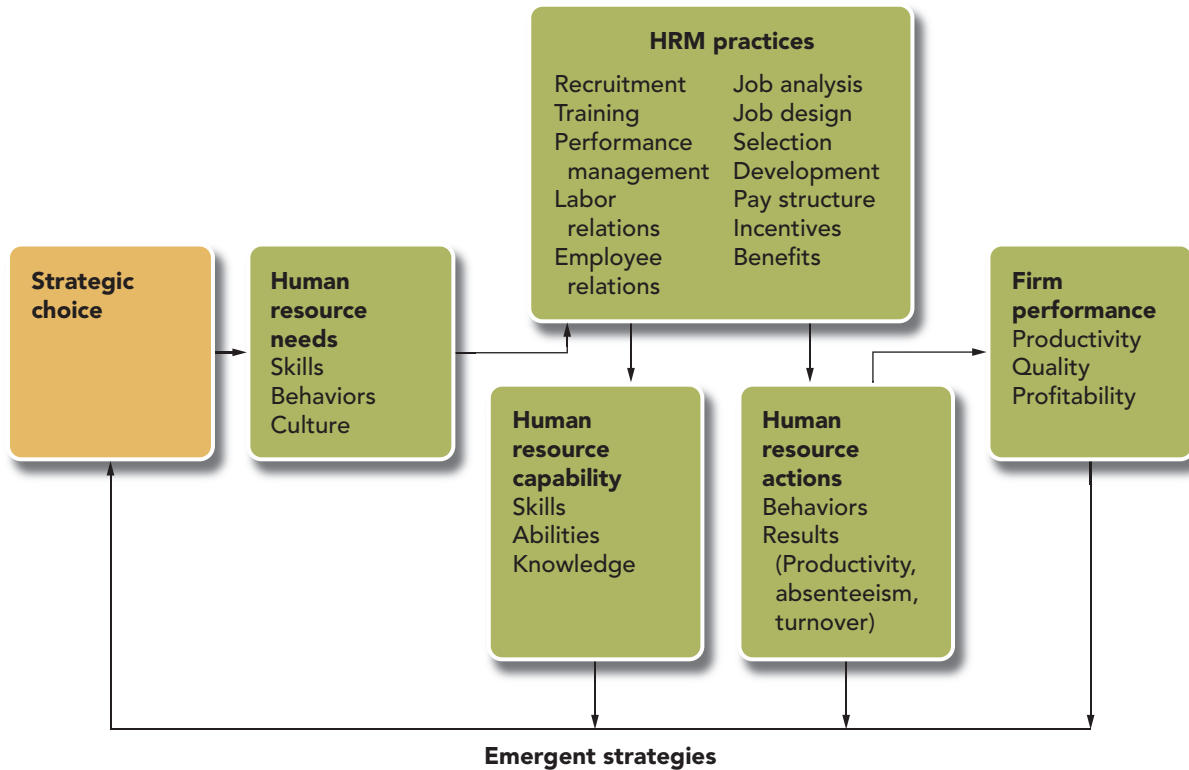 HRM practices
Recruitment
Training
Performance
management
Labor
relations
Employee
relations
Job analysis
Job design
Selection
Development
Pay structure
Incentives
Benefits
Strategic
choice
Human
resource
needs
Skills
Behaviors
Culture
Firm
performance
Productivity
Quality
Profitability
Human
resource
capability
Skills
Abilities
Knowledge
Human
resource
actions
Behaviors
Results
(Productivity,
absenteeism,
turnover)
Emergent strategies